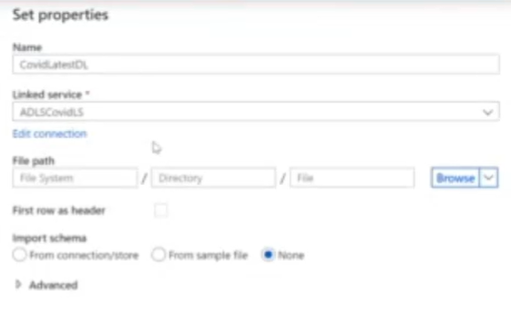 Set properties
Name
CovidLatestDL
Linked service *
ADLSCovidLS
Edit connection
File path
File System / Directory / File Browse
First row as header
Import schema
From connection/store From sample file None
Advanced